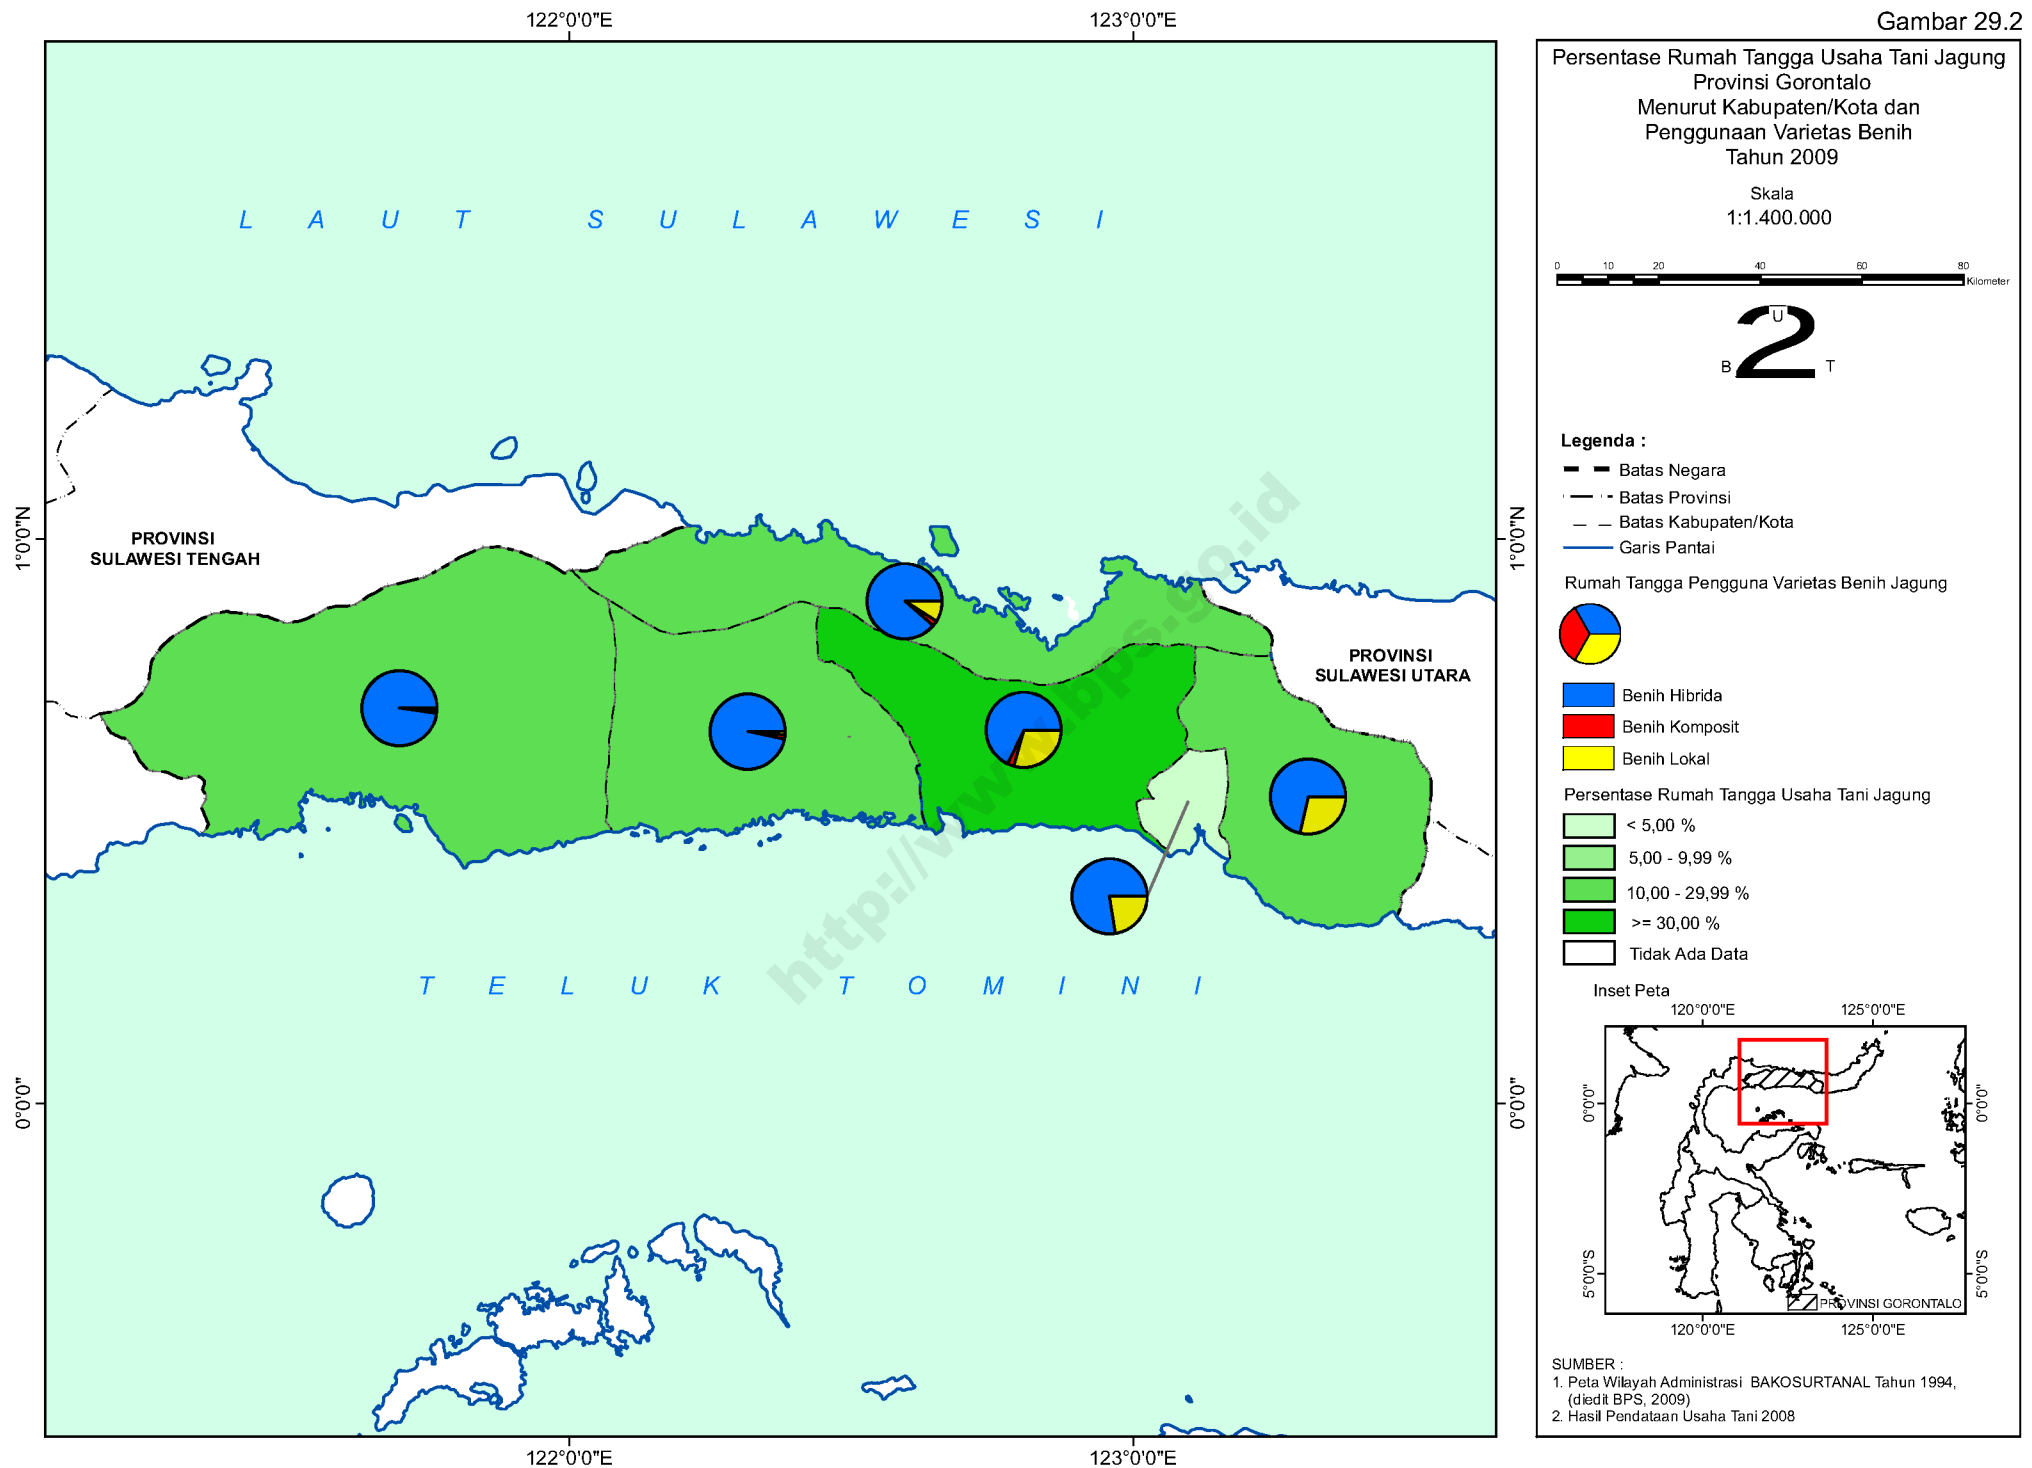 Gambar 29.2
122°0'0"E
123°0'0"E
Persentase Rumah Tangga Usaha Tani Jagung
Provinsi Gorontalo
Menurut Kabupaten/Kota dan
Penggunaan Varietas Benih
Tahun 2009
Skala
1:1.400.000
0 10 20 40 60 80
Kilometer
U
2
B
T
L A U T S U L A W E S I
Legenda :
Batas Negara
Batas Provinsi
Batas Kabupaten/Kota
Garis Pantai
1°0'0"N
1°0'0"N
PROVINSI
SULAWESI TENGAH
PROVINSI
SULAWESI UTARA
http://www.bps.go.id
Rumah Tangga Pengguna Varietas Benih Jagung
Benih Hibrida
Benih Komposit
Benih Lokal
Persentase Rumah Tangga Usaha Tani Jagung
< 5,00 %
5,00 - 9,99 %
10,00 - 29,99 %
>= 30,00 %
Tidak Ada Data
T E L U K T O M I N I
0°0'0"
0°0'0"
Inset Peta
120°0'0"E
125°0'0"E
0°0'0"
0°0'0"
5°0'0"S
5°0'0"S
PROVINSI GORONTALO
120°0'0"E
125°0'0"E
SUMBER :
1. Peta Wilayah Administrasi BAKOSURTANAL Tahun 1994,
(diedit BPS, 2009)
2. Hasil Pendataan Usaha Tani 2008
122°0'0"E
123°0'0"E